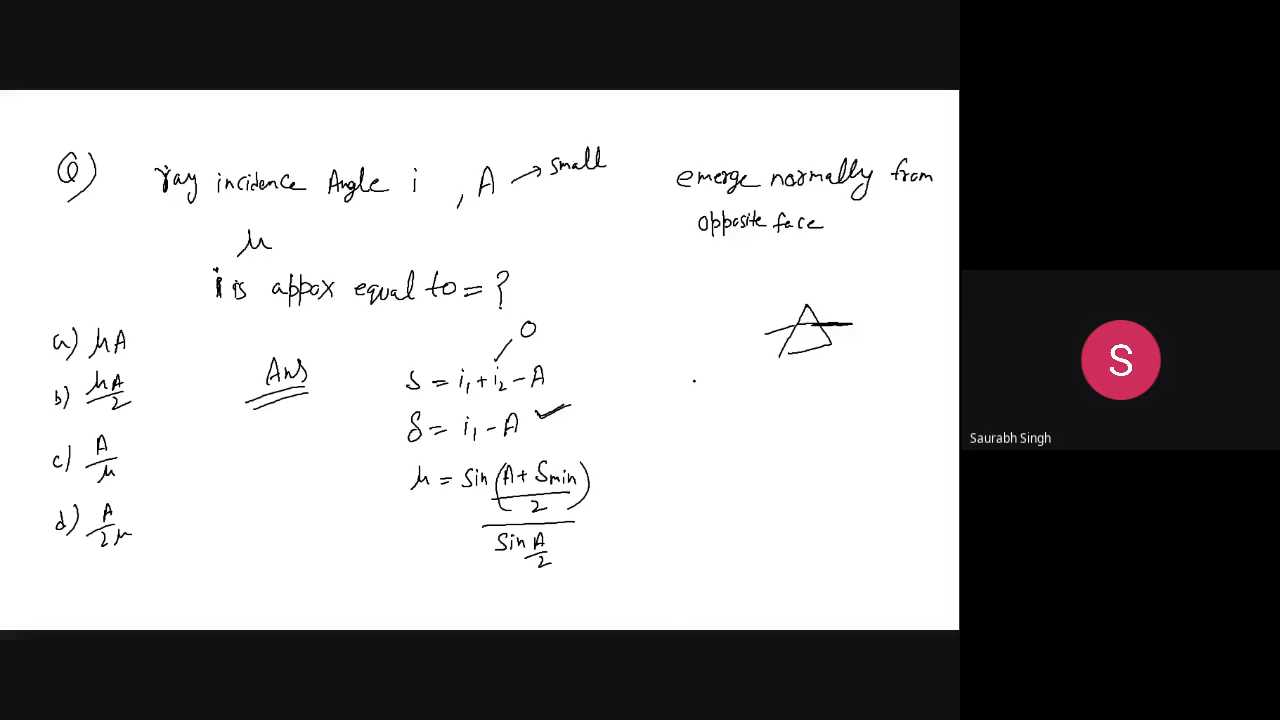 Q) ray incidence Angle i , A → small emerge normally from
opposite face
μ
i is appox equal to = ?
a) μA
b) μA/2
c) A/μ
d) A/2μ
Ans
0
S = i₁ + i₂ - A
δ = i₁ - A ✓
μ = sin (A + Smin / 2)
sin A/2
S
Saurabh Singh